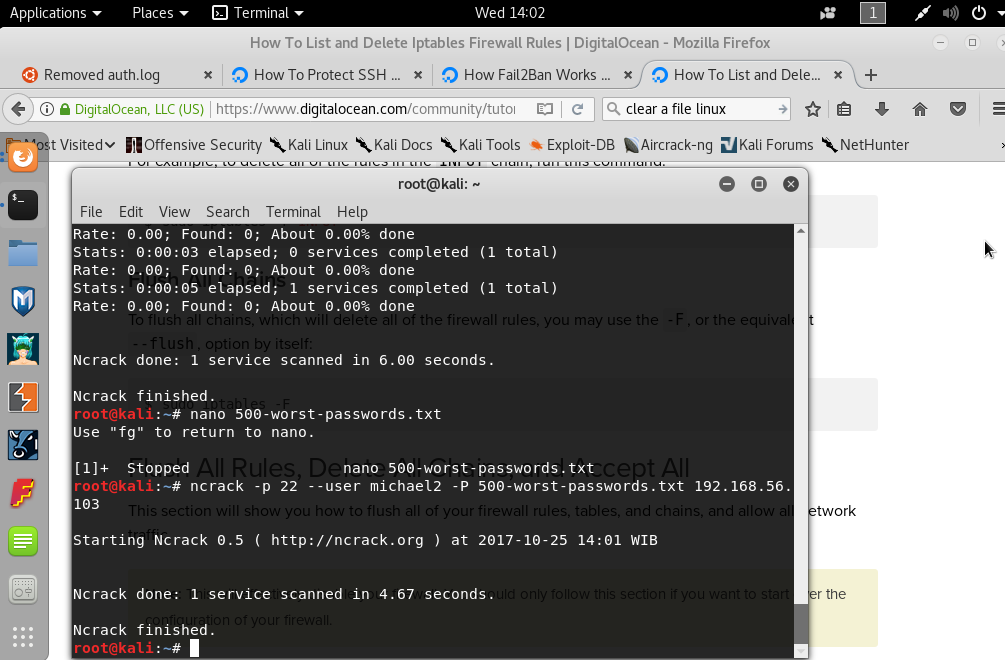 Applications Places Terminal Wed 14:02 1
How To List and Delete Iptables Firewall Rules | DigitalOcean - Mozilla Firefox
Removed auth.log × How To Protect SSH ... × How Fail2Ban Works ... × How To List and Dele... × +
DigitalOcean, LLC (US) https://www.digitalocean.com/community/tutor clear a file linux
Most Visited Offensive Security Kali Linux Kali Docs Kali Tools Exploit-DB Aircrack-ng Kali Forums NetHunter
For example, to delete all of the rules in the INPUT chain, run this command:
root@kali: ~
File Edit View Search Terminal Help
Rate: 0.00; Found: 0; About 0.00% done
Stats: 0:00:03 elapsed; 0 services completed (1 total)
Rate: 0.00; Found: 0; About 0.00% done
Flush All Chains
Stats: 0:00:05 elapsed; 1 services completed (1 total)
Rate: 0.00; Found: 0; About 0.00% done
To flush all chains, which will delete all of the firewall rules, you may use the -F, or the equivalent
--flush, option by itself:
Ncrack done: 1 service scanned in 6.00 seconds.
Ncrack finished.
$ sudo iptables -F
root@kali:~# nano 500-worst-passwords.txt
Use "fg" to return to nano.
[1]+ Stopped nano 500-worst-passwords.txt
Flush All Rules, Delete All Chains, and Accept All
root@kali:~# ncrack -p 22 --user michael2 -P 500-worst-passwords.txt 192.168.56.
103
This section will show you how to flush all of your firewall rules, tables, and chains, and allow all network
traffic.
Starting Ncrack 0.5 ( http://ncrack.org ) at 2017-10-25 14:01 WIB
Ncrack done: 1 service scanned in 4.67 seconds.
only follow this section if you want to start over the
configuration of your firewall.
Ncrack finished.
root@kali:~#